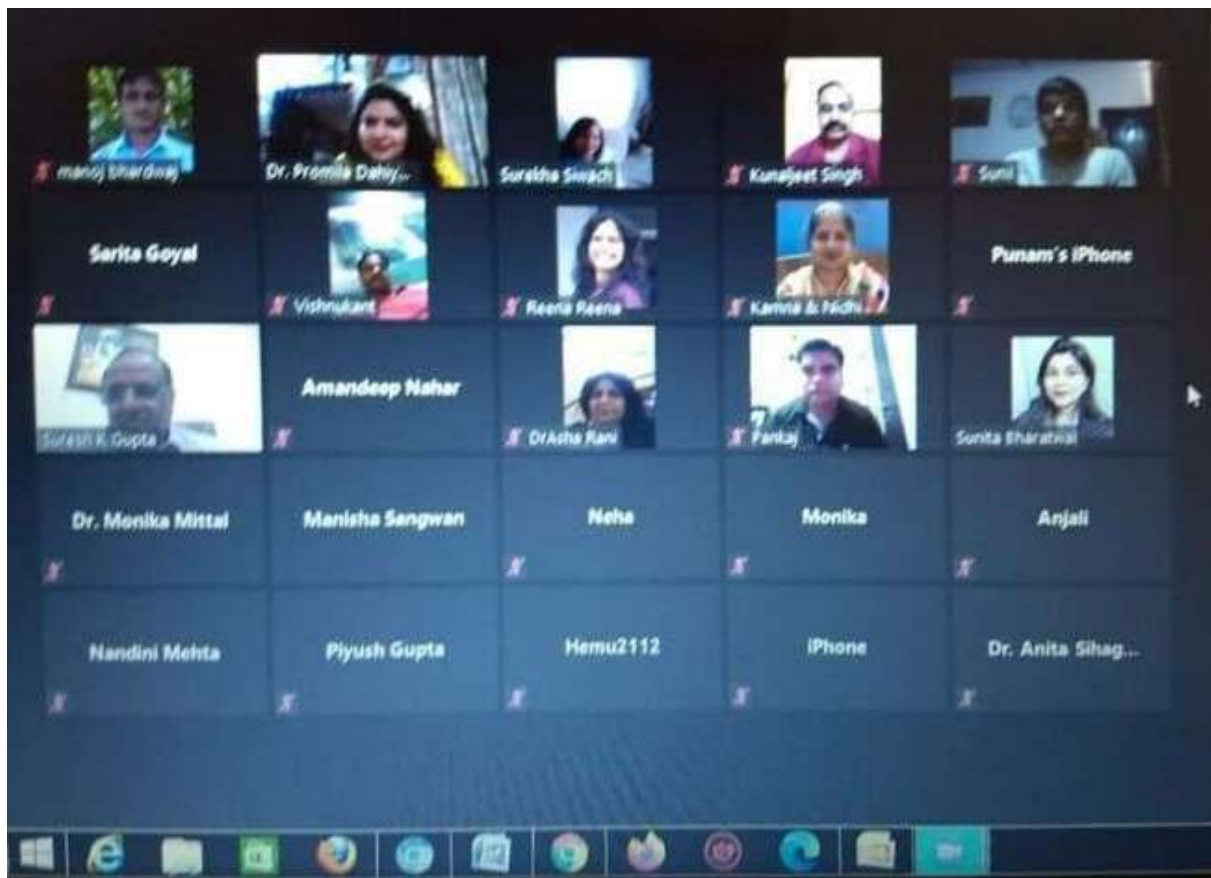 manoj bhardwaj
Dr. Promila Dahiy...
Surekha Siwach
Kunaljeet Singh
Sunil
Sarita Goyal
Vishnukant
Reena Reena
Kamna & Paidhi...
Punam's iPhone
Suresh K Gupta
Amandeep Nahar
DrAsha Rani
Pankaj
Sunita Bharatwal
Dr. Monika Mittal
Manisha Sangwan
Neha
Monika
Anjali
Nandini Mehta
Piyush Gupta
Hemu2112
iPhone
Dr. Anita Sihag...